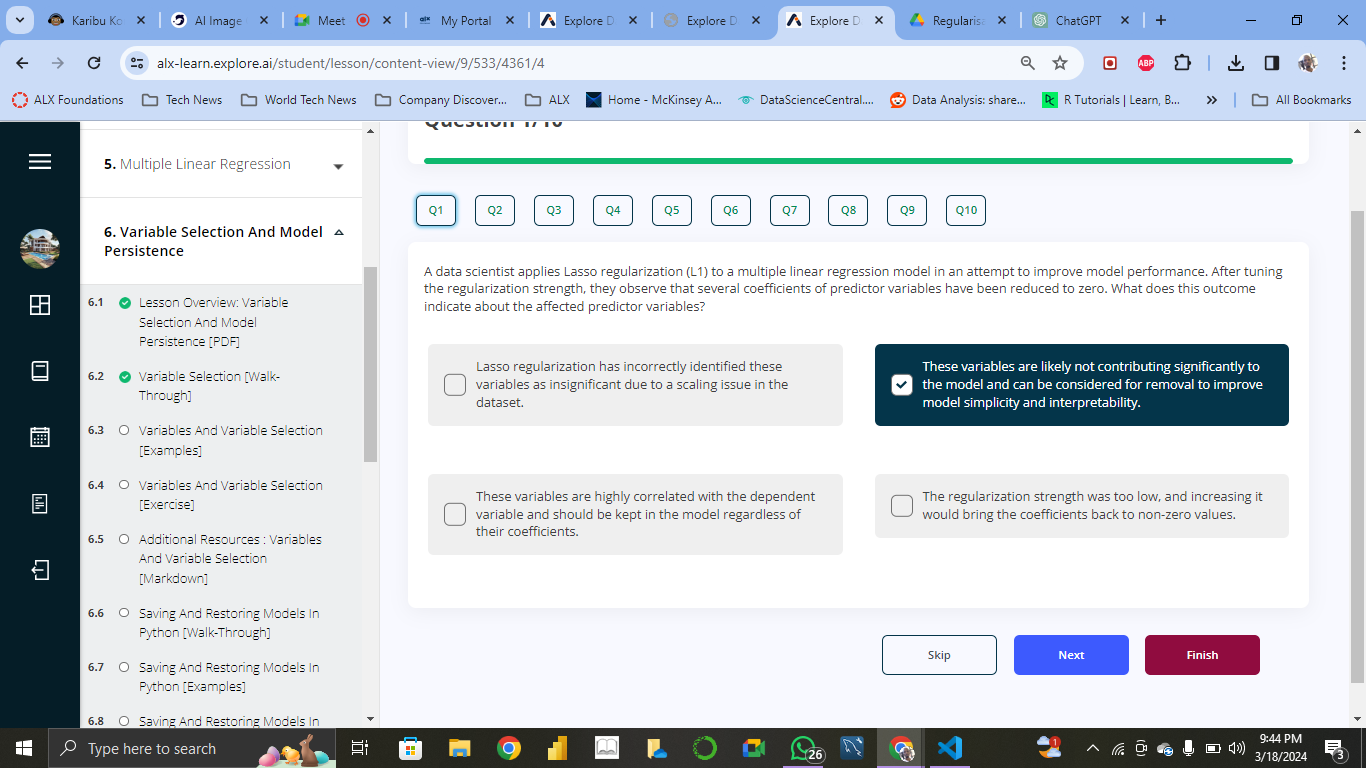 Karibu Ko
AI Image
Meet
My Portal
Explore D
Explore D
Explore D
Regularis
ChatGPT
alx-learn.explore.ai/student/lesson/content-view/9/533/4361/4
ABP
ALX Foundations
Tech News
World Tech News
Company Discover...
ALX
Home - McKinsey A...
DataScienceCentral....
Data Analysis: share...
R Tutorials | Learn, B...
All Bookmarks
Question 1/10
5. Multiple Linear Regression
6. Variable Selection And Model
Persistence
6.1 Lesson Overview: Variable
Selection And Model
Persistence [PDF]
6.2 Variable Selection [Walk-
Through]
6.3 Variables And Variable Selection
[Examples]
6.4 Variables And Variable Selection
[Exercise]
6.5 Additional Resources : Variables
And Variable Selection
[Markdown]
6.6 Saving And Restoring Models In
Python [Walk-Through]
6.7 Saving And Restoring Models In
Python [Examples]
6.8 Saving And Restoring Models In
Q1 Q2 Q3 Q4 Q5 Q6 Q7 Q8 Q9 Q10
A data scientist applies Lasso regularization (L1) to a multiple linear regression model in an attempt to improve model performance. After tuning
the regularization strength, they observe that several coefficients of predictor variables have been reduced to zero. What does this outcome
indicate about the affected predictor variables?
Lasso regularization has incorrectly identified these
variables as insignificant due to a scaling issue in the
dataset.
These variables are likely not contributing significantly to
the model and can be considered for removal to improve
model simplicity and interpretability.
These variables are highly correlated with the dependent
variable and should be kept in the model regardless of
their coefficients.
The regularization strength was too low, and increasing it
would bring the coefficients back to non-zero values.
Skip
Next
Finish
Type here to search
26
1
9:44 PM
3/18/2024
3